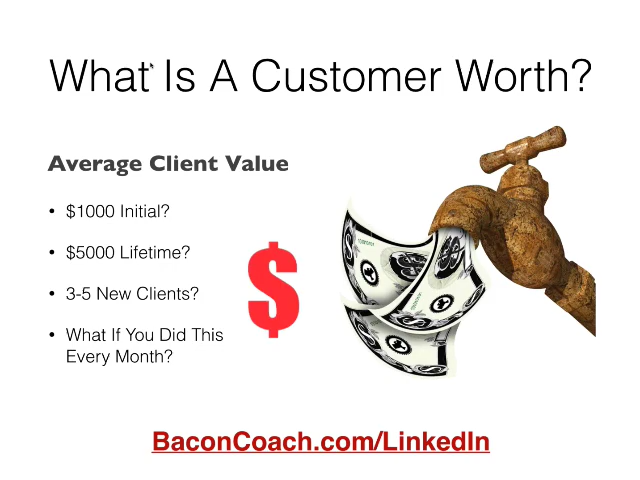 What Is A Customer Worth?
Average Client Value
• $1000 Initial?
• $5000 Lifetime?
• 3-5 New Clients?
• What If You Did This
Every Month?
$
BaconCoach.com/LinkedIn